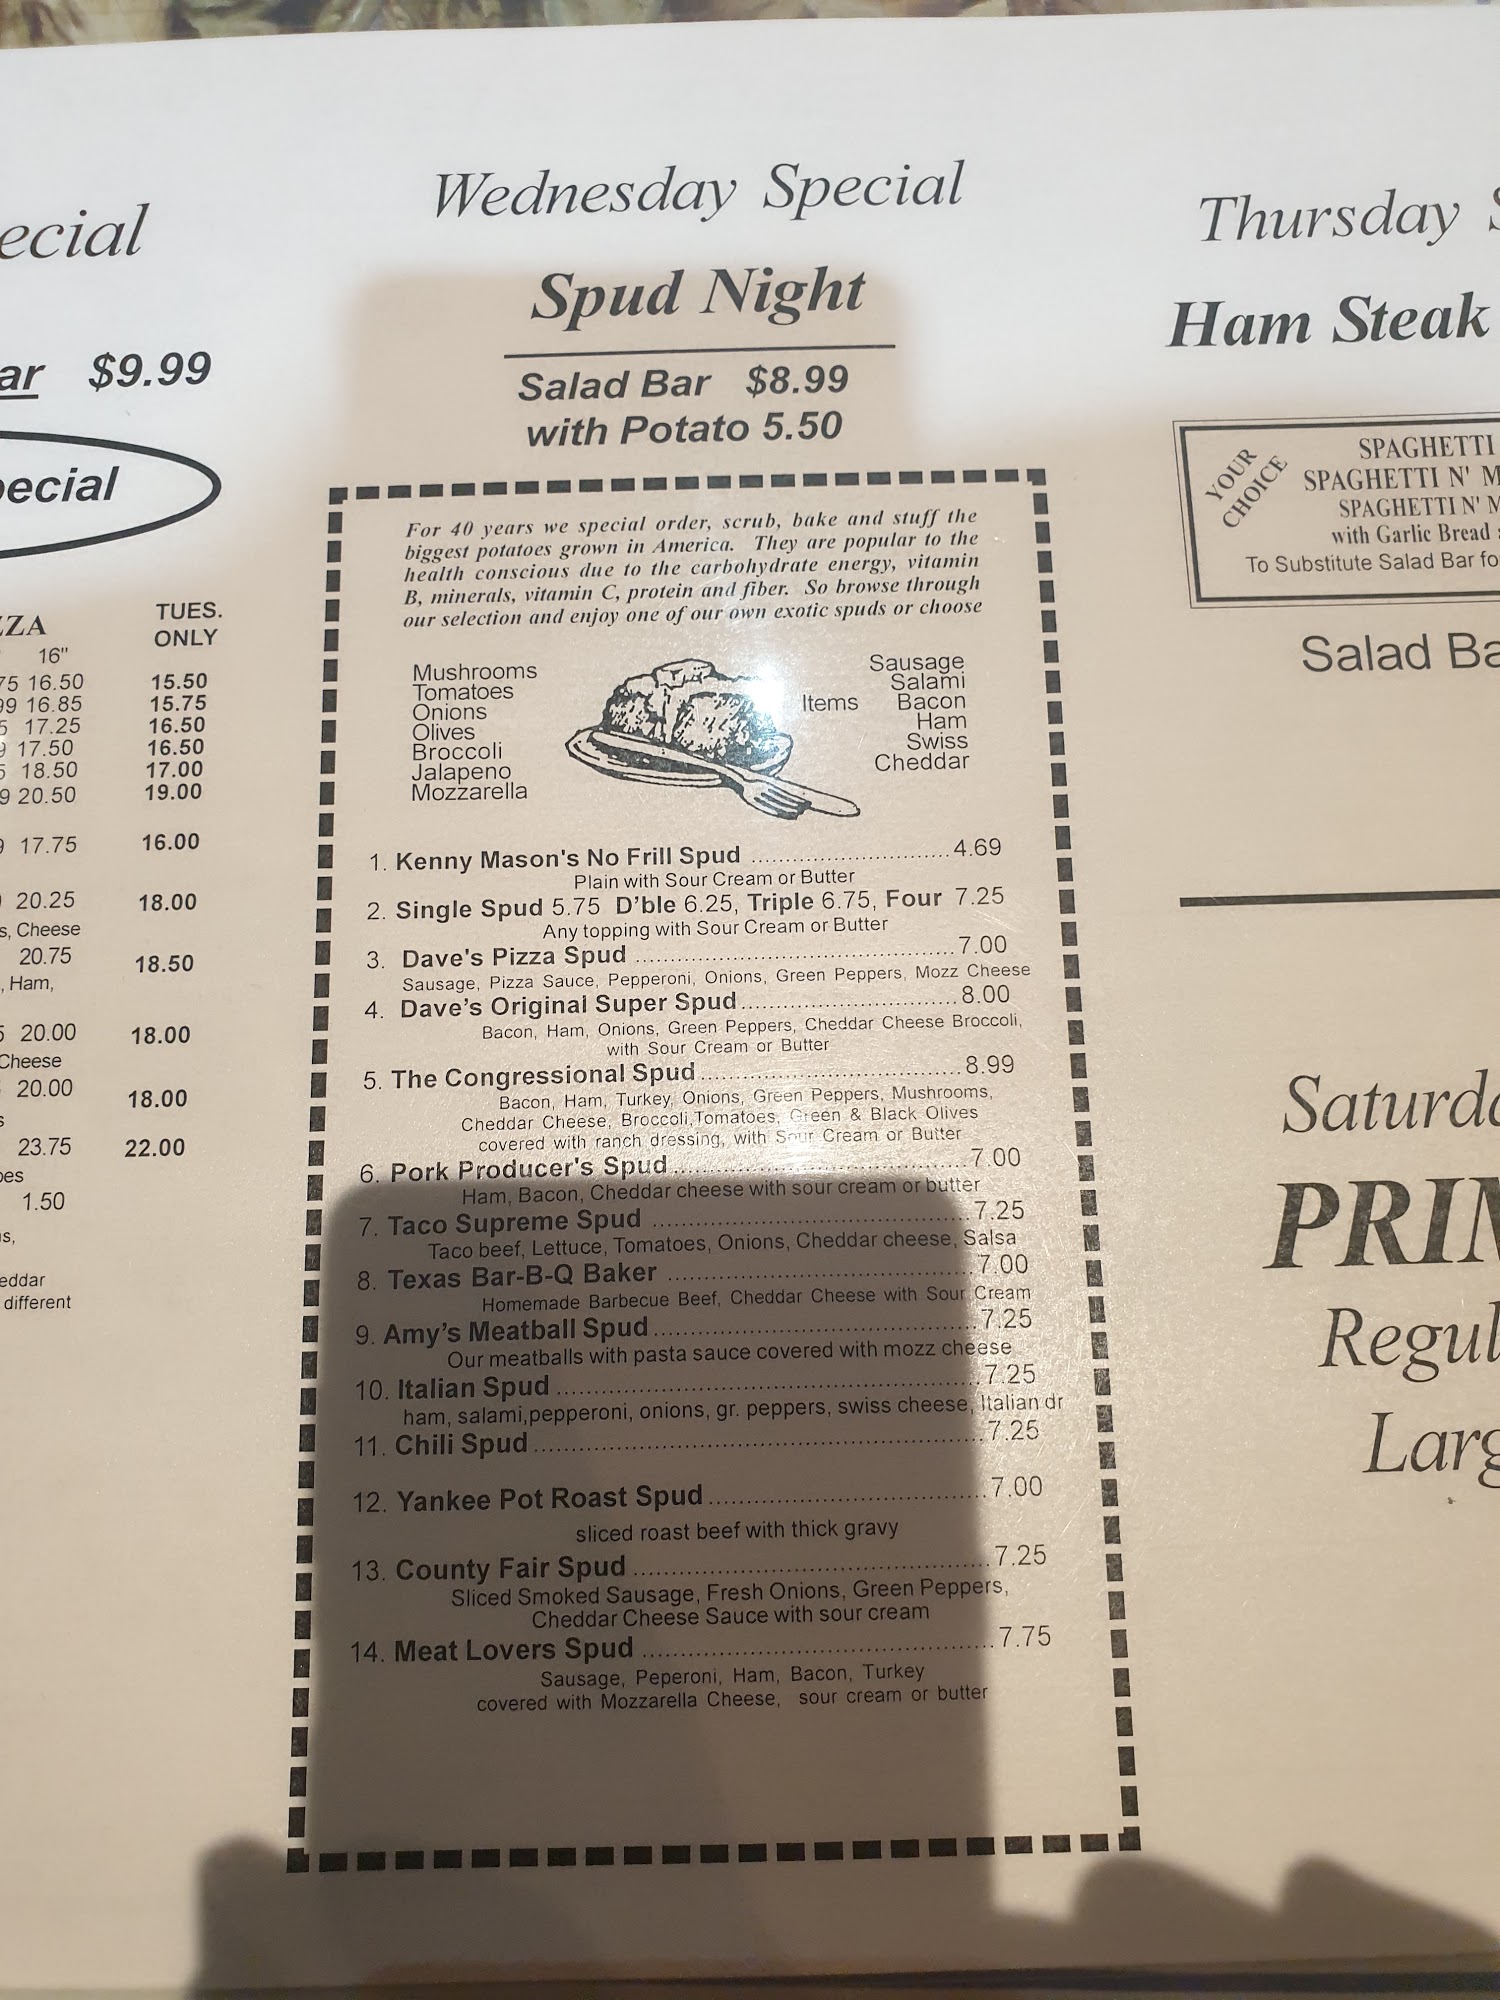 ecial
ar $9.99
pecial
ZZA TUES.
ONLY
16"
75 16.50 15.50
99 16.85 15.75
5 17.25 16.50
9 17.50 16.50
5 18.50 17.00
9 20.50 19.00
9 17.75 16.00
20.25 18.00
s, Cheese
20.75 18.50
, Ham,
5 20.00 18.00
Cheese
20.00 18.00
s
23.75 22.00
oes
1.50
ns,
eddar
different
Wednesday Special
Spud Night
Salad Bar $8.99
with Potato 5.50
For 40 years we special order, scrub, bake and stuff the
biggest potatoes grown in America. They are popular to the
health conscious due to the carbohydrate energy, vitamin
B, minerals, vitamin C, protein and fiber. So browse through
our selection and enjoy one of our own exotic spuds or choose
Mushrooms
Tomatoes
Onions
Olives
Broccoli
Jalapeno
Mozzarella
Items
Sausage
Salami
Bacon
Ham
Swiss
Cheddar
1. Kenny Mason's No Frill Spud ..............................4.69
Plain with Sour Cream or Butter
2. Single Spud 5.75 D'ble 6.25, Triple 6.75, Four 7.25
Any topping with Sour Cream or Butter
3. Dave's Pizza Spud ................................................7.00
Sausage, Pizza Sauce, Pepperoni, Onions, Green Peppers, Mozz Cheese
4. Dave's Original Super Spud................................8.00
Bacon, Ham, Onions, Green Peppers, Cheddar Cheese Broccoli,
with Sour Cream or Butter
5. The Congressional Spud......................................8.99
Bacon, Ham, Turkey, Onions, Green Peppers, Mushrooms,
Cheddar Cheese, Broccoli,Tomatoes, Green & Black Olives
covered with ranch dressing, with Sour Cream or Butter
6. Pork Producer's Spud...........................................7.00
Ham, Bacon, Cheddar cheese with sour cream or butter
7. Taco Supreme Spud ..............................................7.25
Taco beef, Lettuce, Tomatoes, Onions, Cheddar cheese, Salsa
8. Texas Bar-B-Q Baker ............................................7.00
Homemade Barbecue Beef, Cheddar Cheese with Sour Cream
9. Amy's Meatball Spud..............................................7.25
Our meatballs with pasta sauce covered with mozz cheese
10. Italian Spud ............................................................7.25
ham, salami,pepperoni, onions, gr. peppers, swiss cheese, Italian dr
11. Chili Spud................................................................7.25
12. Yankee Pot Roast Spud........................................7.00
sliced roast beef with thick gravy
13. County Fair Spud ..................................................7.25
Sliced Smoked Sausage, Fresh Onions, Green Peppers,
Cheddar Cheese Sauce with sour cream
14. Meat Lovers Spud .................................................7.75
Sausage, Peperoni, Ham, Bacon, Turkey
covered with Mozzarella Cheese, sour cream or butter
Thursday S
Ham Steak
YOUR
CHOICE
SPAGHETTI
SPAGHETTI N' M
SPAGHETTI N' M
with Garlic Bread
To Substitute Salad Bar fo
Salad Ba
Saturda
PRIM
Regul
Larg